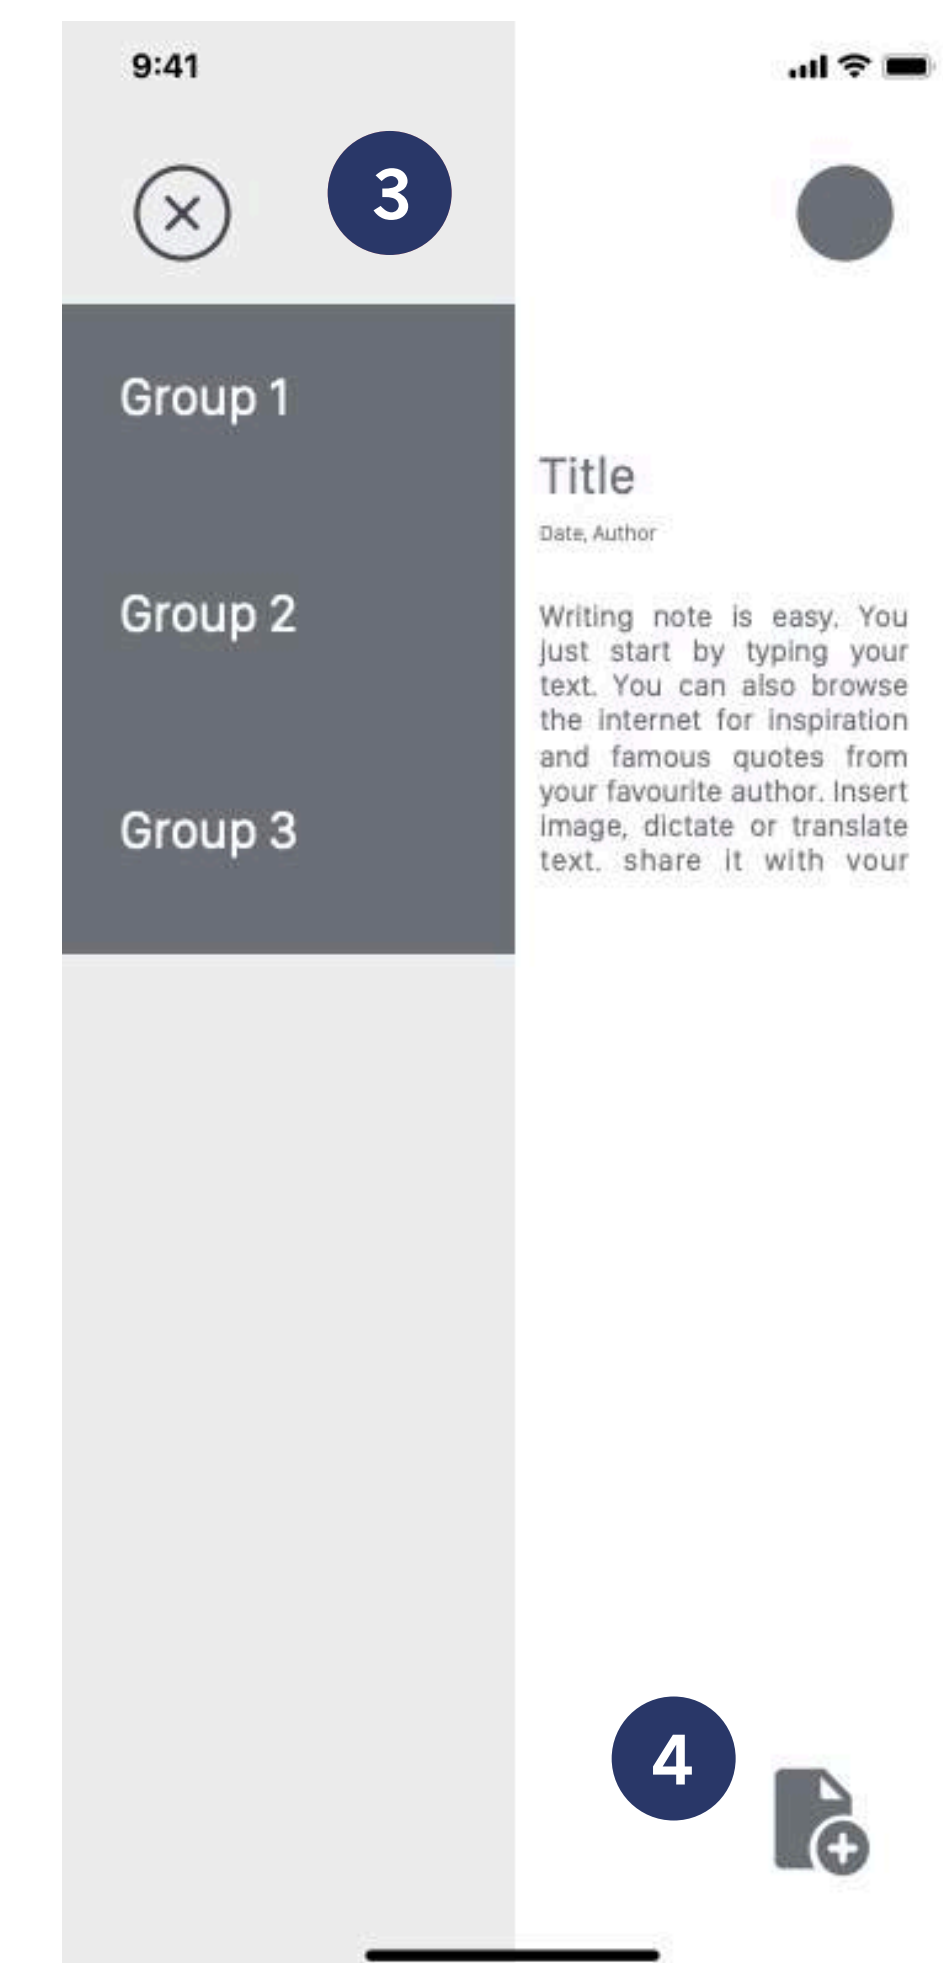 9:41
3
Group 1
Group 2
Group 3
Title
Date, Author
Writing note is easy. You
just start by typing your
text. You can also browse
the internet for inspiration
and famous quotes from
your favourite author. Insert
image, dictate or translate
text. share it with your
4